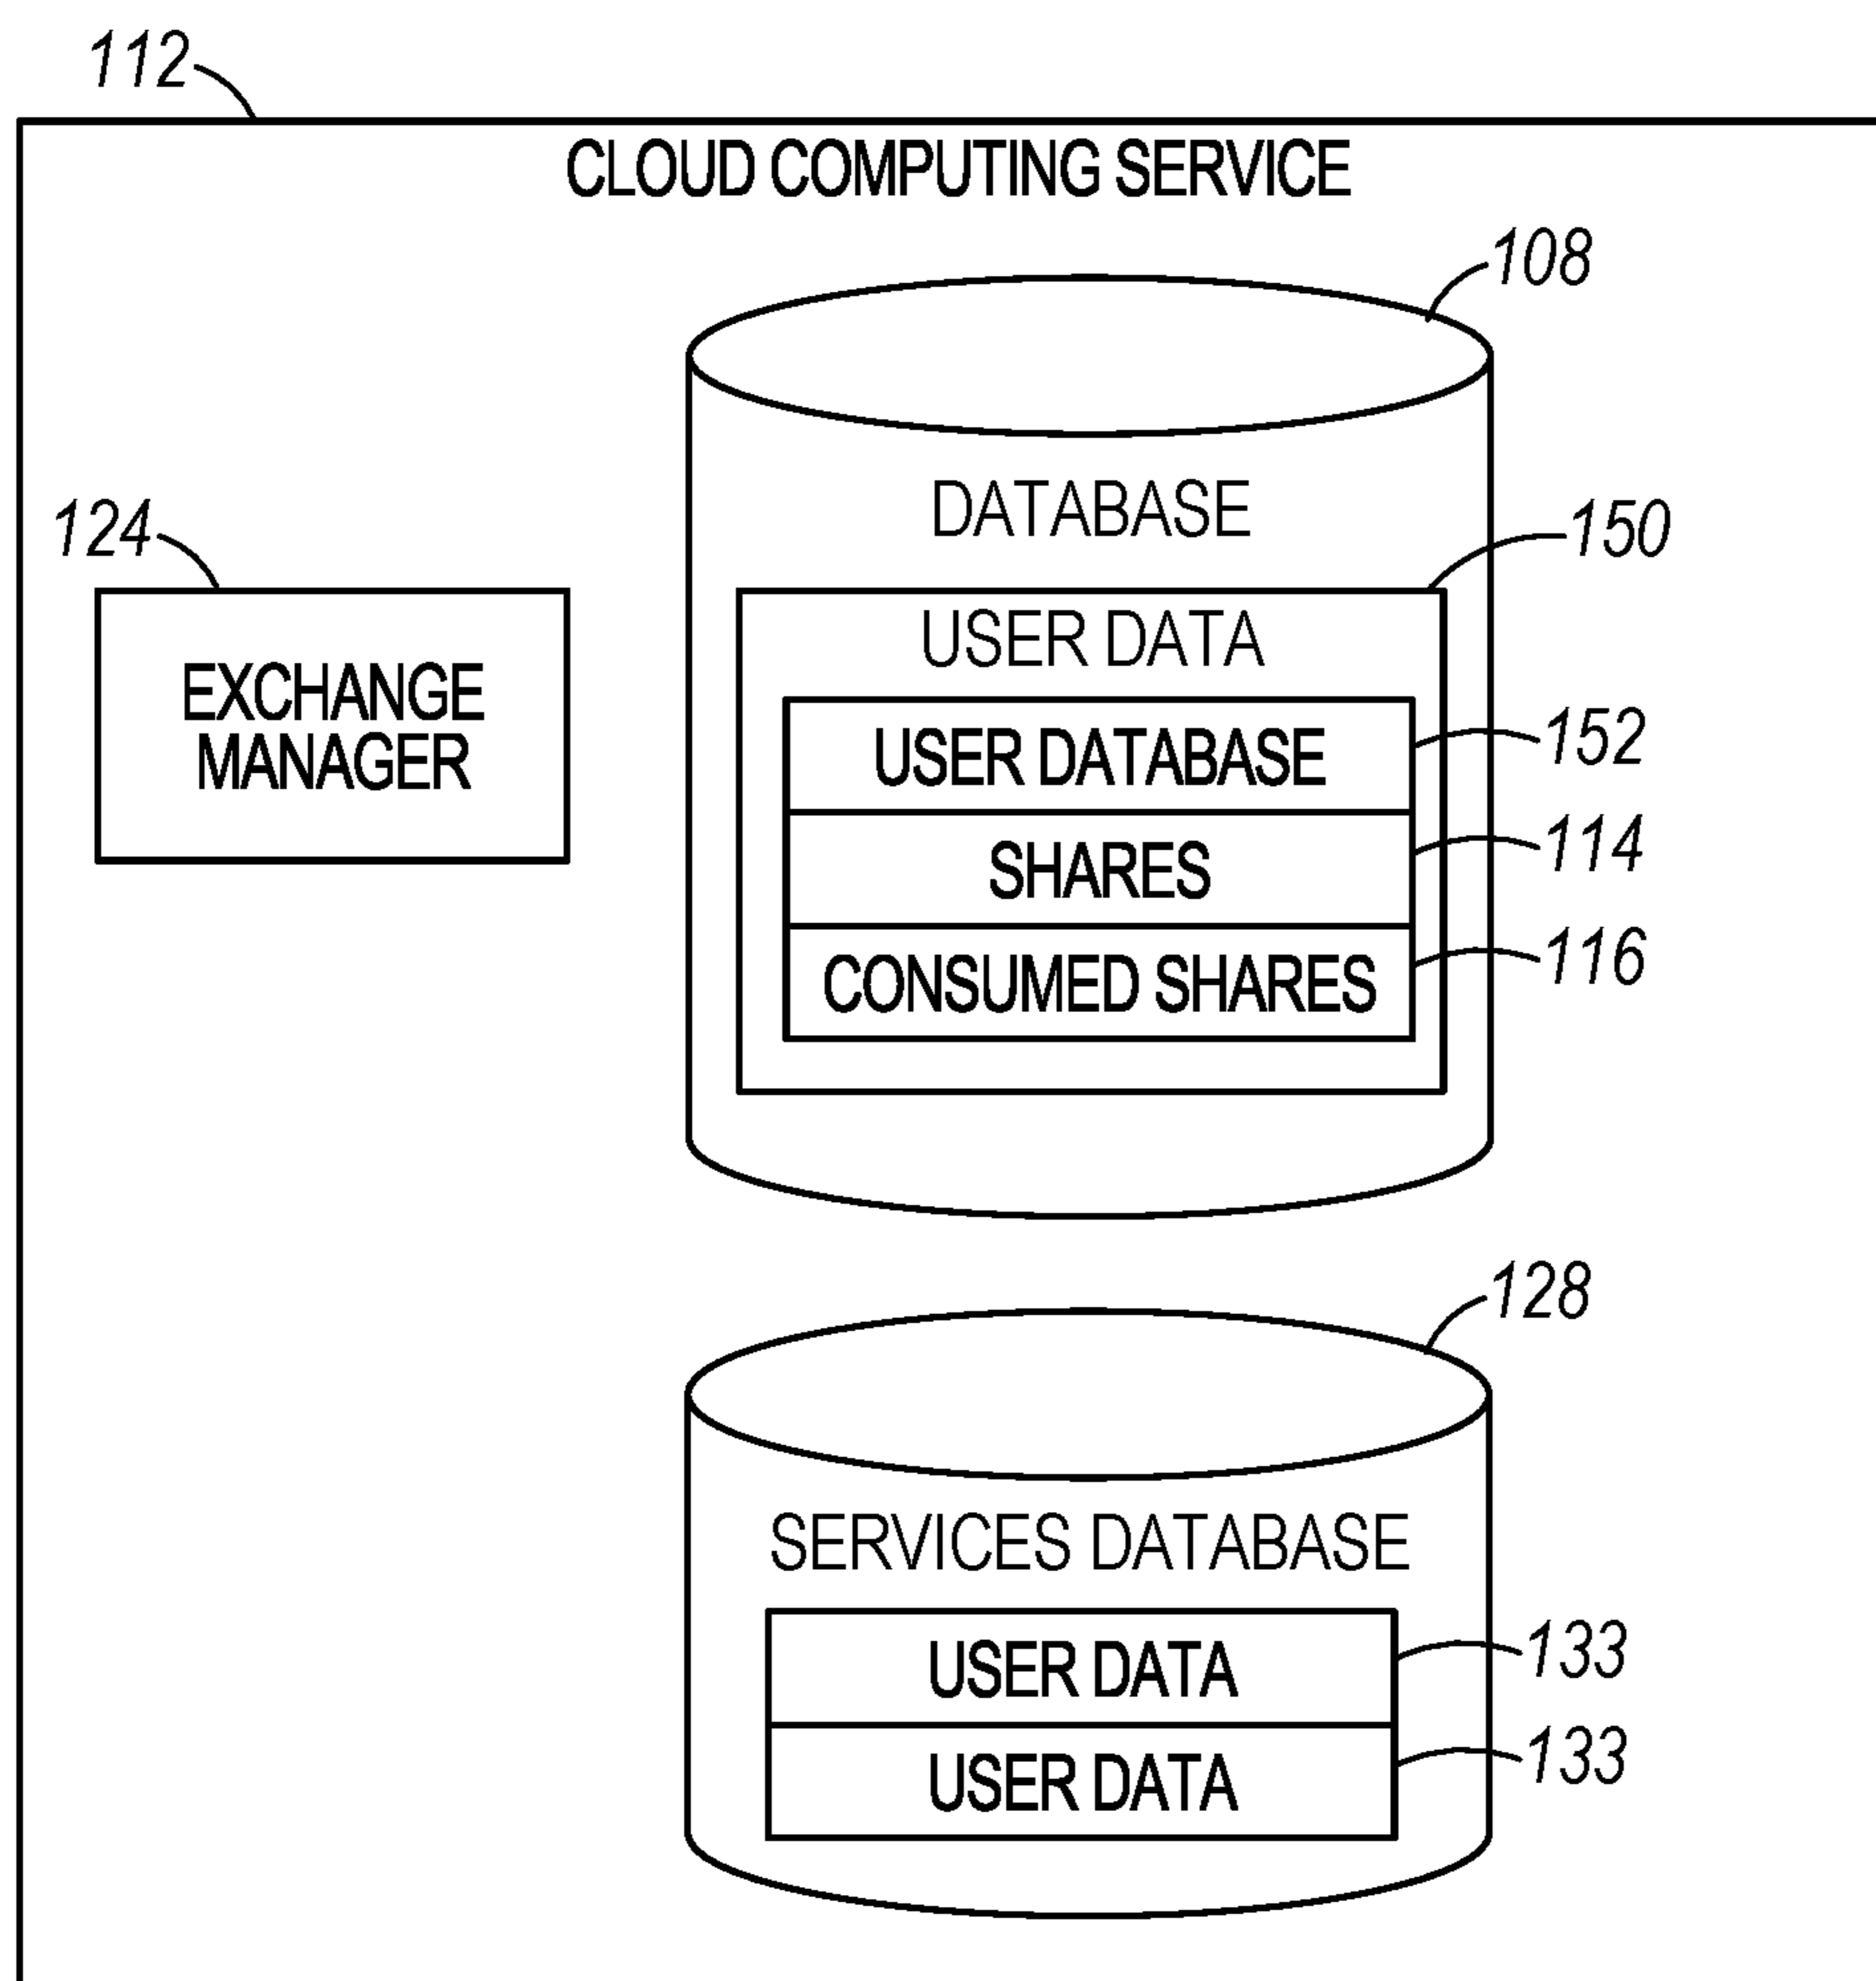 112
CLOUD COMPUTING SERVICE
108
DATABASE
124
150
EXCHANGE
MANAGER
USER DATA
USER DATABASE
152
SHARES
114
CONSUMED SHARES
116
128
SERVICES DATABASE
USER DATA
133
USER DATA
133